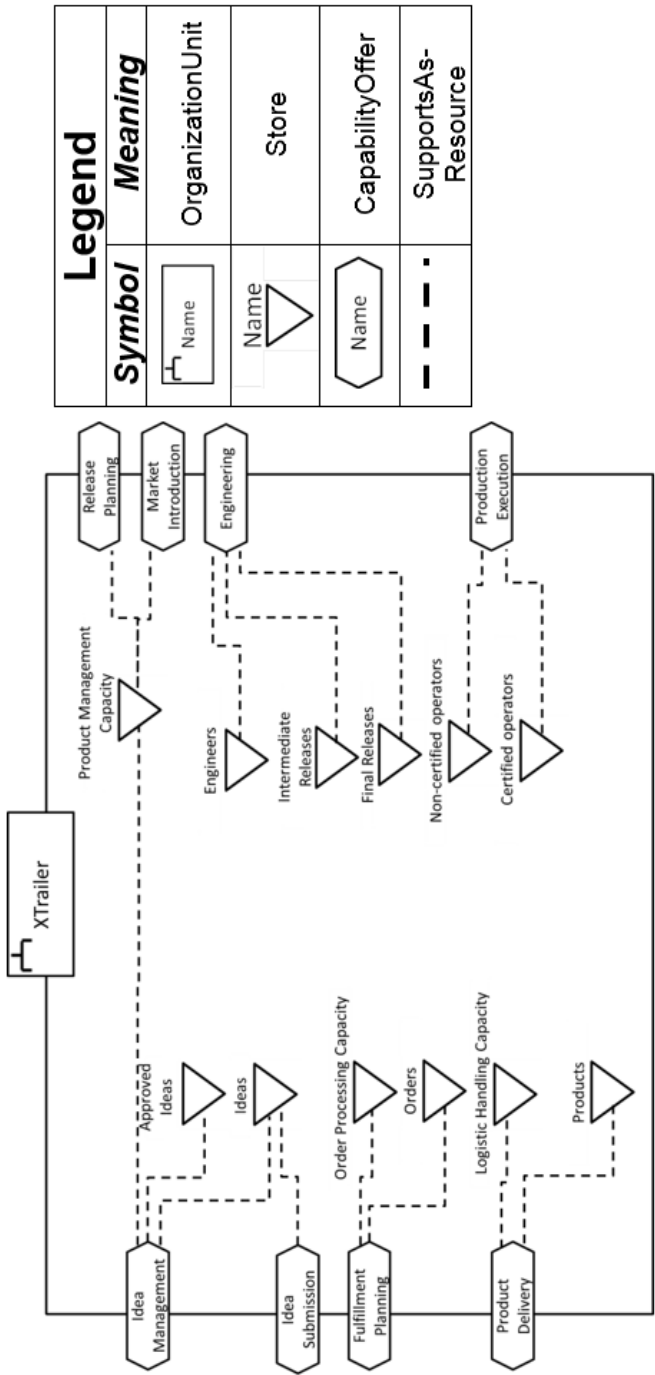 XTrailer
Idea
Management
Idea
Submission
Fulfillment
Planning
Product
Delivery
Approved
Ideas
Ideas
Order Processing Capacity
Orders
Logistic Handling Capacity
Products
Product Management
Capacity
Engineers
Intermediate
Releases
Final Releases
Non-certified operators
Certified operators
Release
Planning
Market
Introduction
Engineering
Production
Execution
Legend
Symbol Meaning
Name OrganizationUnit
Name Store
Name CapabilityOffer
SupportsAs-
Resource